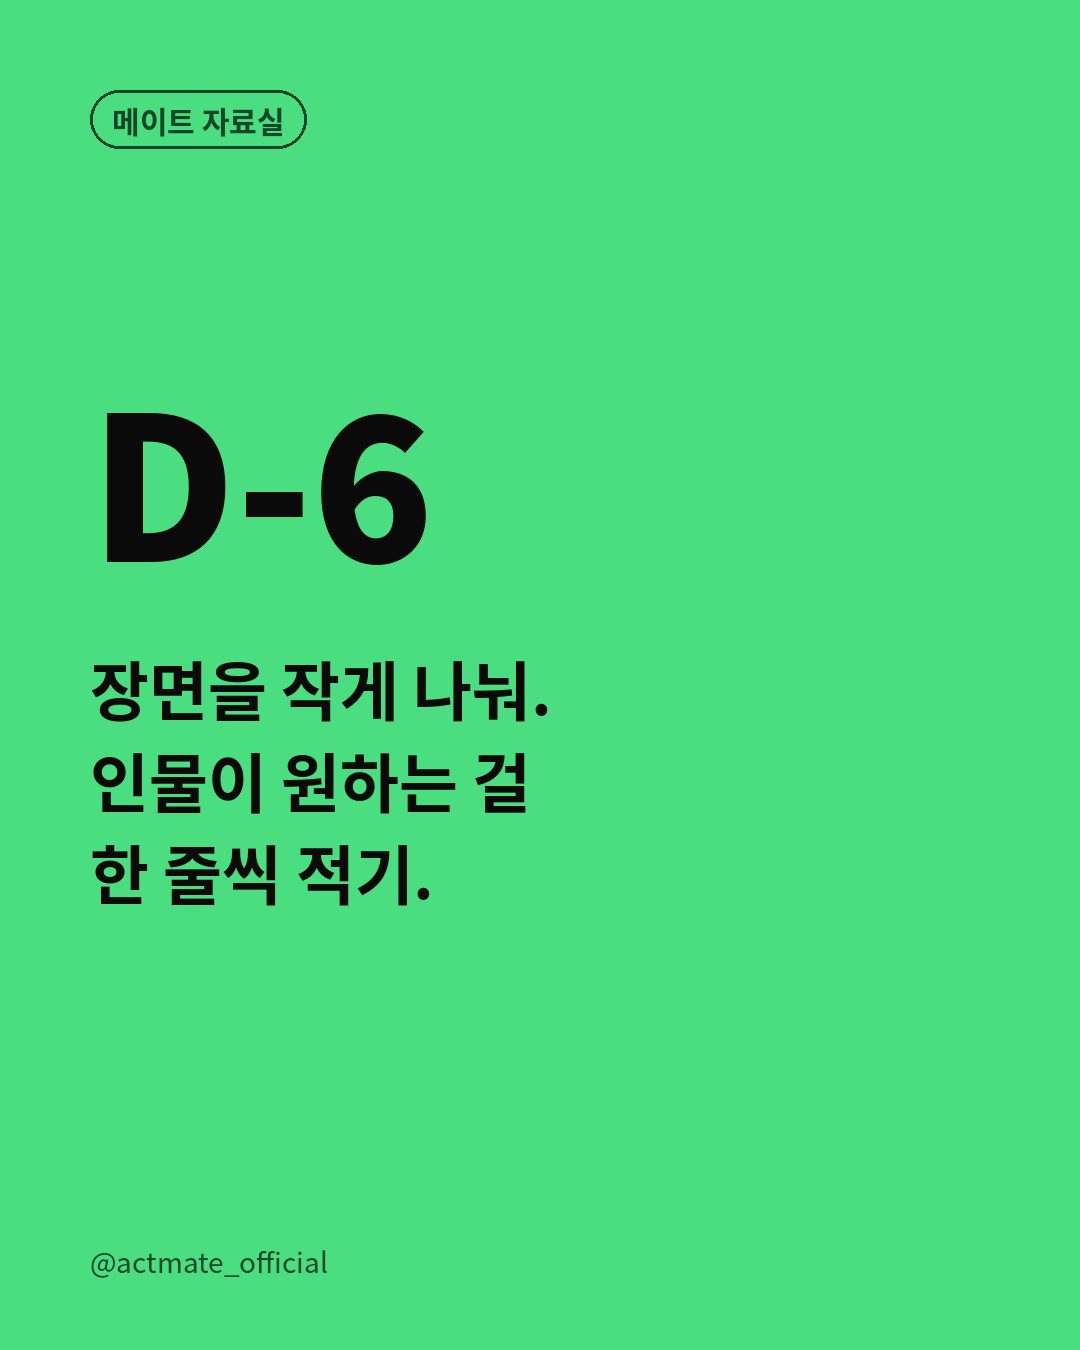 메이트 자료실
D-6
장면을 작게 나눠.
인물이 원하는 걸
한 줄씩 적기.
@actmate_official